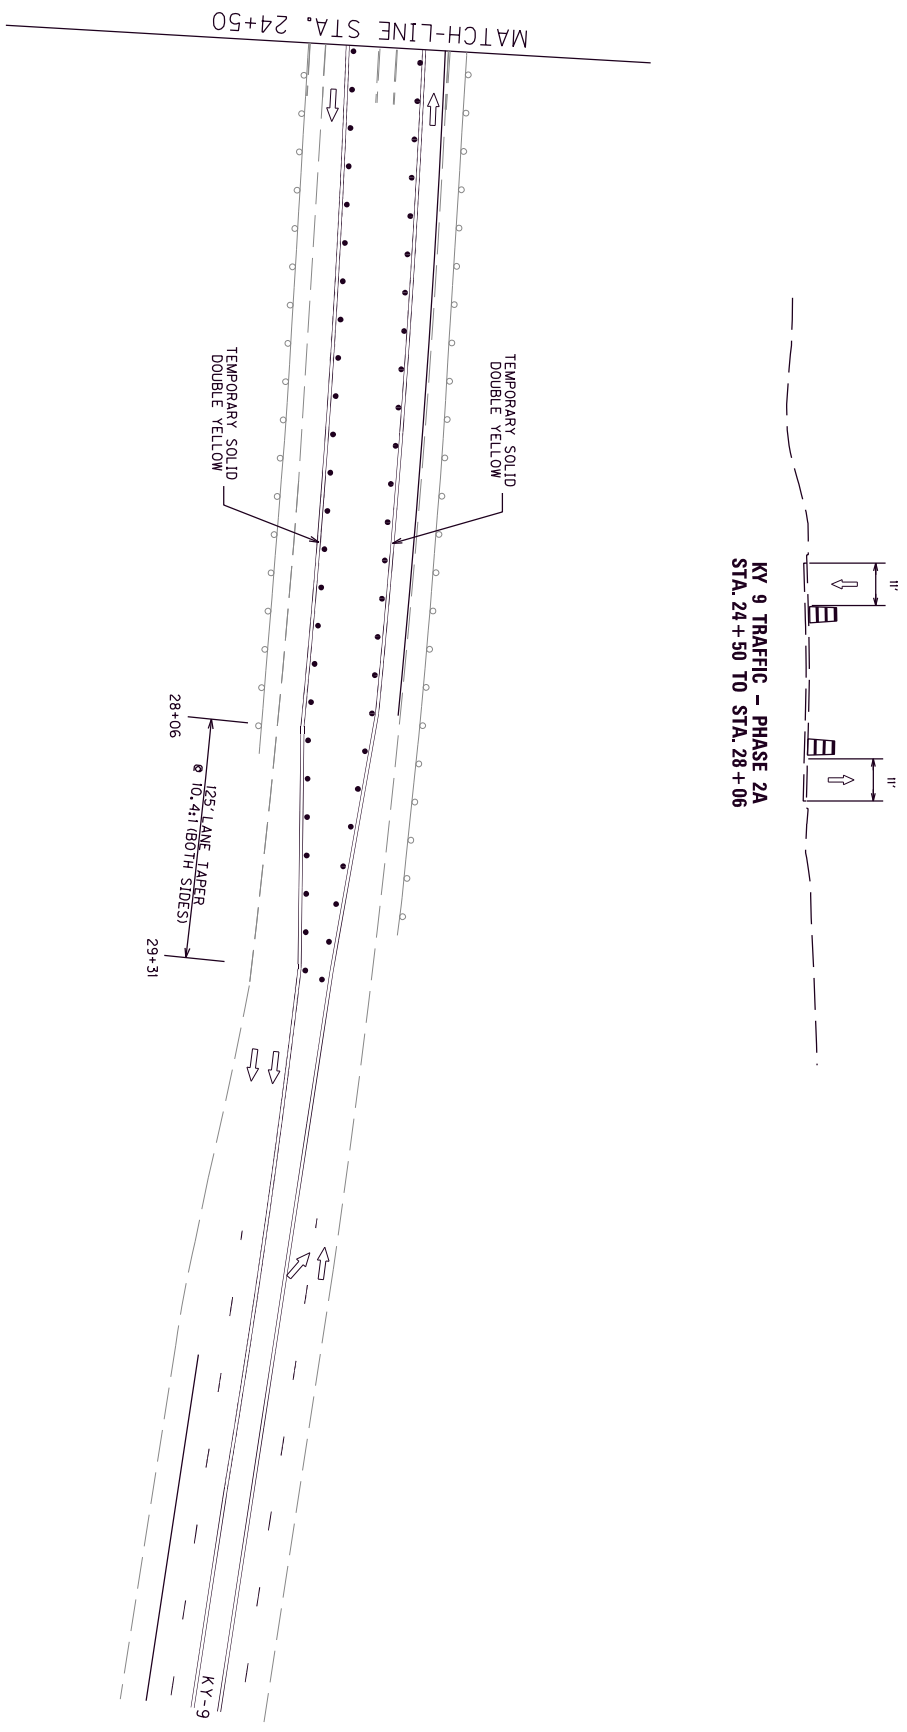 MATCH-LINE STA. 24+50
TEMPORARY SOLID
DOUBLE YELLOW
TEMPORARY SOLID
DOUBLE YELLOW
11'
11'
KY 9 TRAFFIC - PHASE 2A
STA. 24+50 TO STA. 28+06
28+06
125' LANE TAPER
@ 10.4:1 (BOTH SIDES)
29+31
KY-9